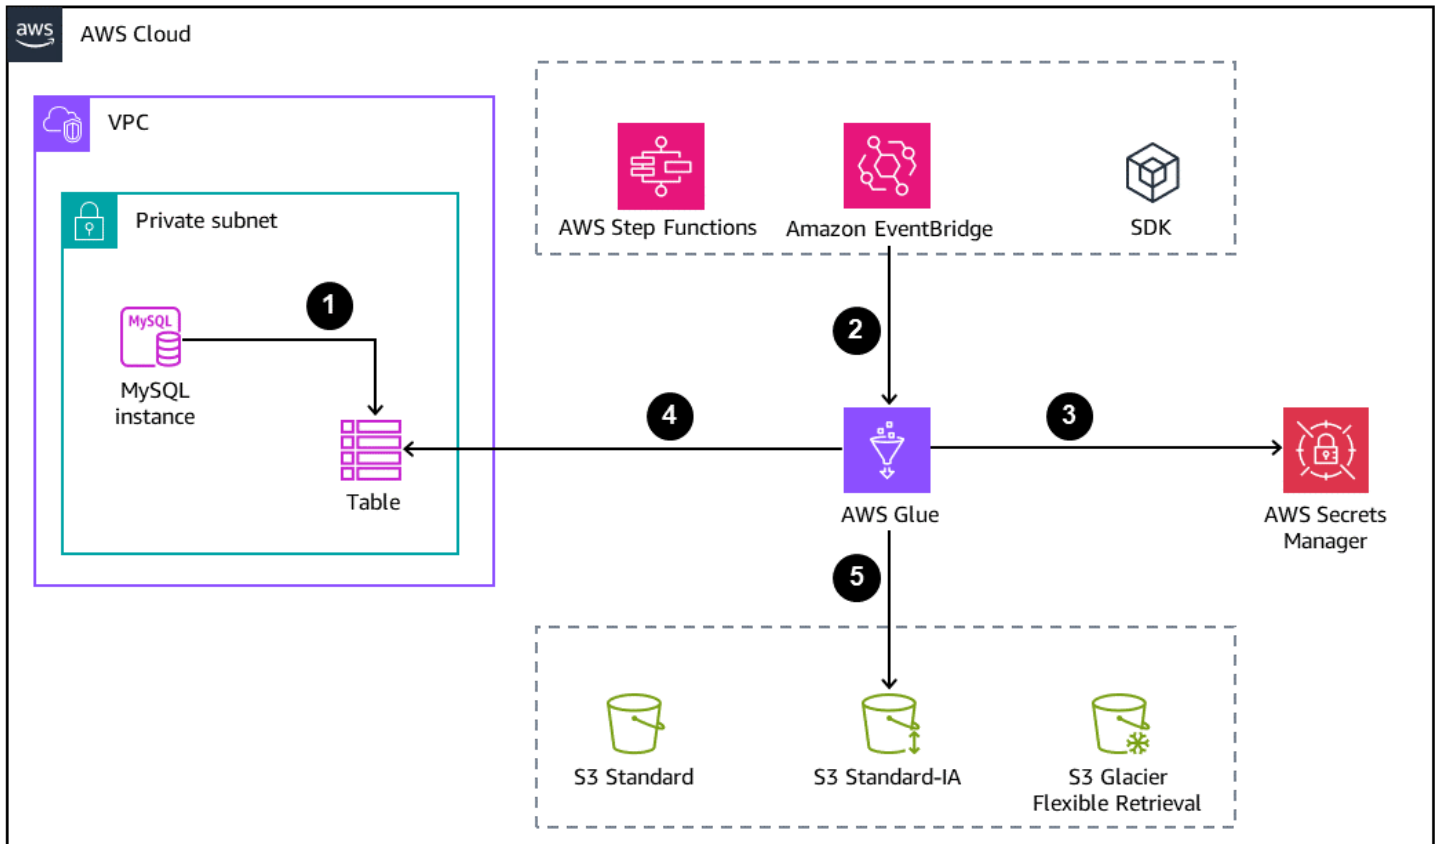 aws
AWS Cloud
VPC
Private subnet
1
MySQL
MySQL
instance
Table
AWS Step Functions
Amazon EventBridge
SDK
2
4
3
AWS Glue
AWS Secrets
Manager
5
S3 Standard
S3 Standard-IA
S3 Glacier
Flexible Retrieval